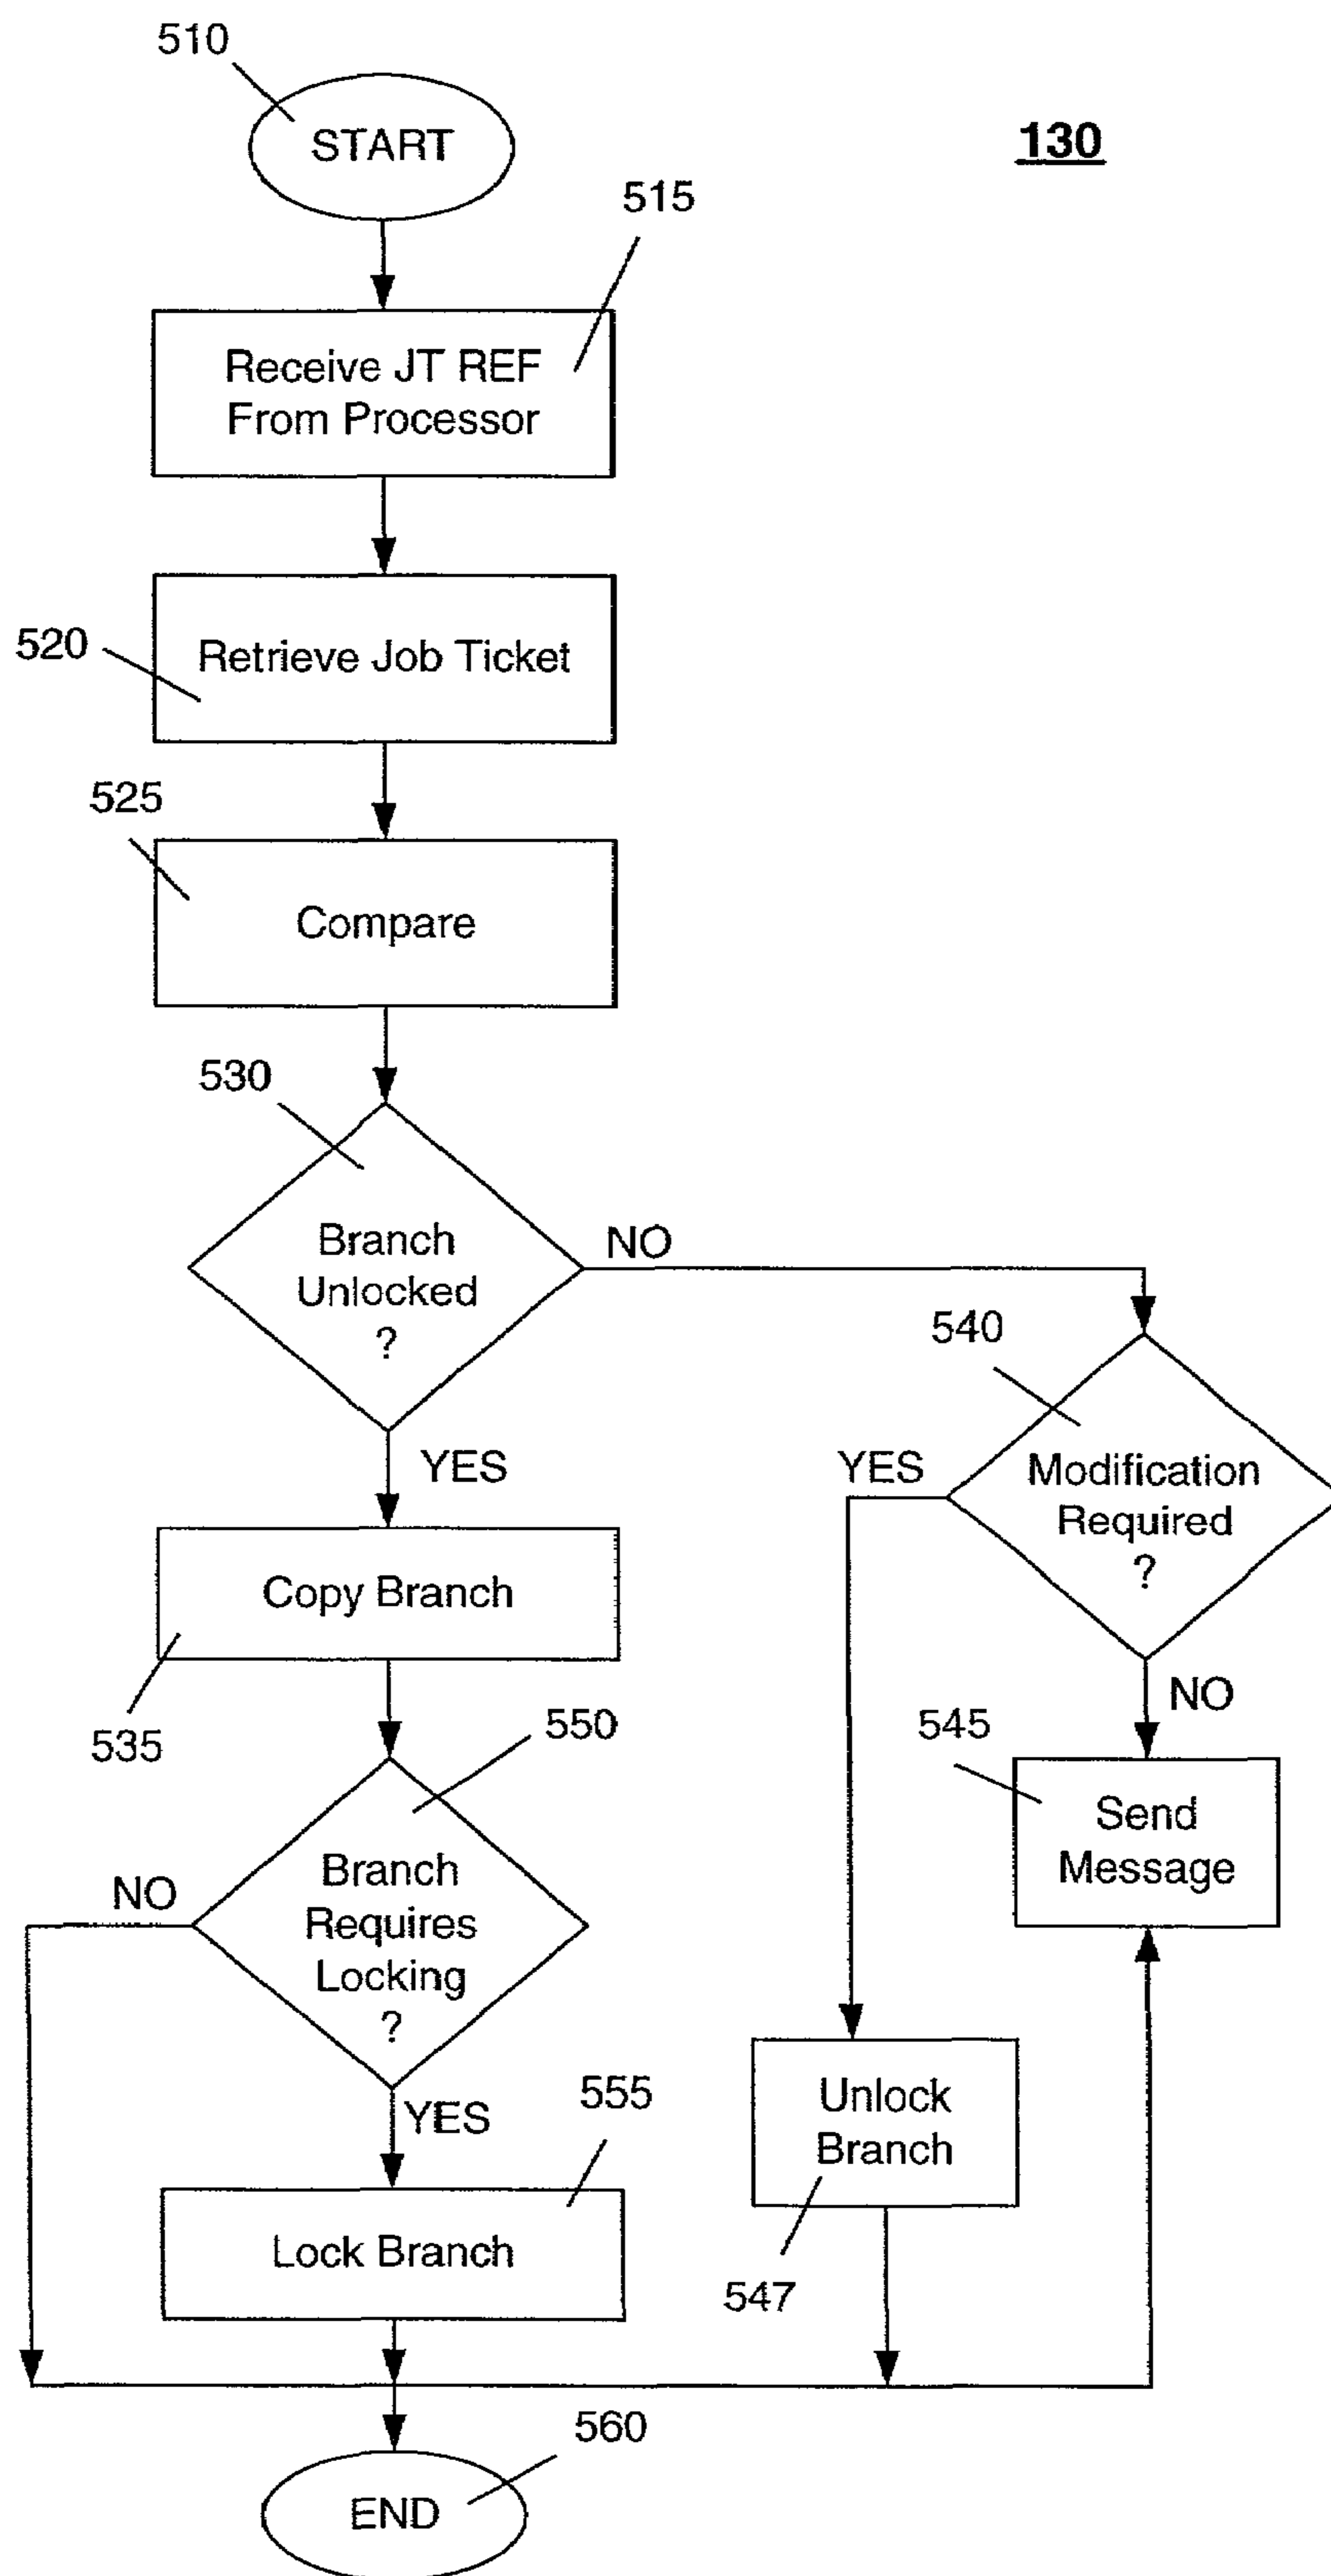 510
START
130
515
Receive JT REF
From Processor
520
Retrieve Job Ticket
525
Compare
530
Branch
Unlocked
?
NO
YES
540
Modification
Required
?
YES
NO
Copy Branch
535
550
Branch
Requires
Locking
?
NO
YES
545
Send
Message
555
Lock Branch
Unlock
Branch
547
560
END